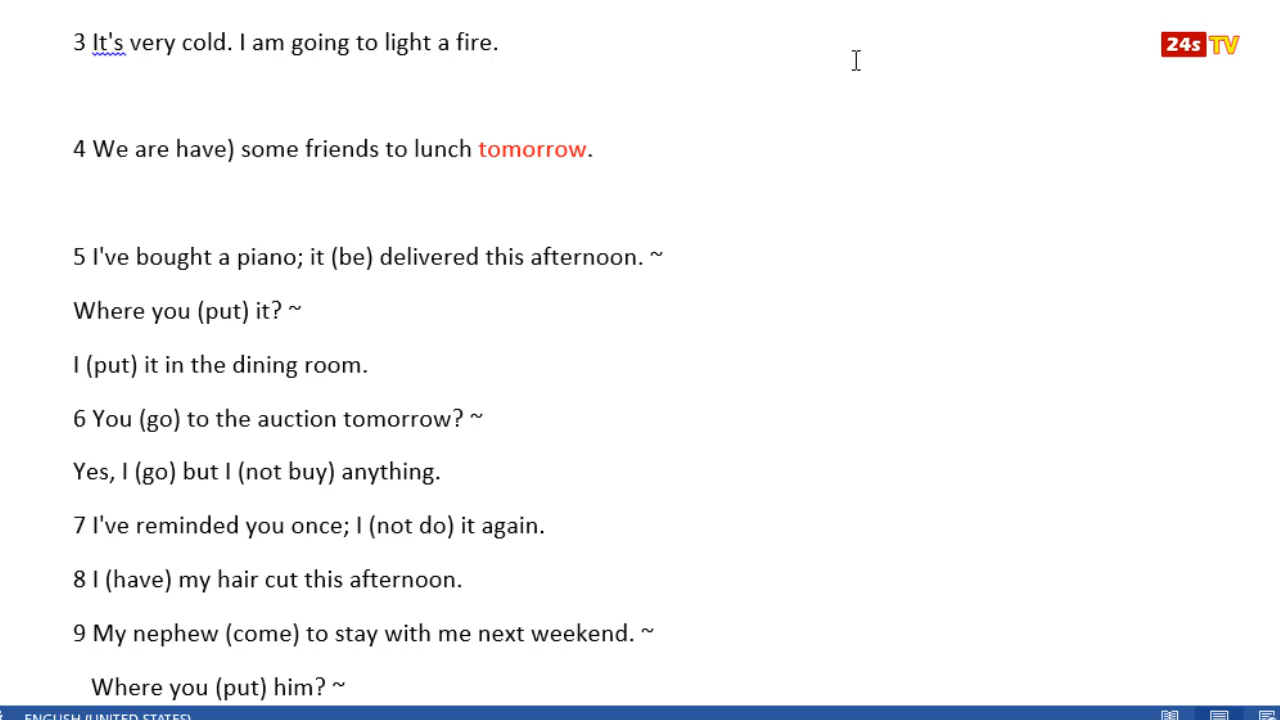 3 It's very cold. I am going to light a fire.
24s TV
4 We are have) some friends to lunch tomorrow.
5 I've bought a piano; it (be) delivered this afternoon. ~
Where you (put) it? ~
I (put) it in the dining room.
6 You (go) to the auction tomorrow? ~
Yes, I (go) but I (not buy) anything.
7 I've reminded you once; I (not do) it again.
8 I (have) my hair cut this afternoon.
9 My nephew (come) to stay with me next weekend. ~
Where you (put) him? ~
ENGLISH (UNITED STATES)